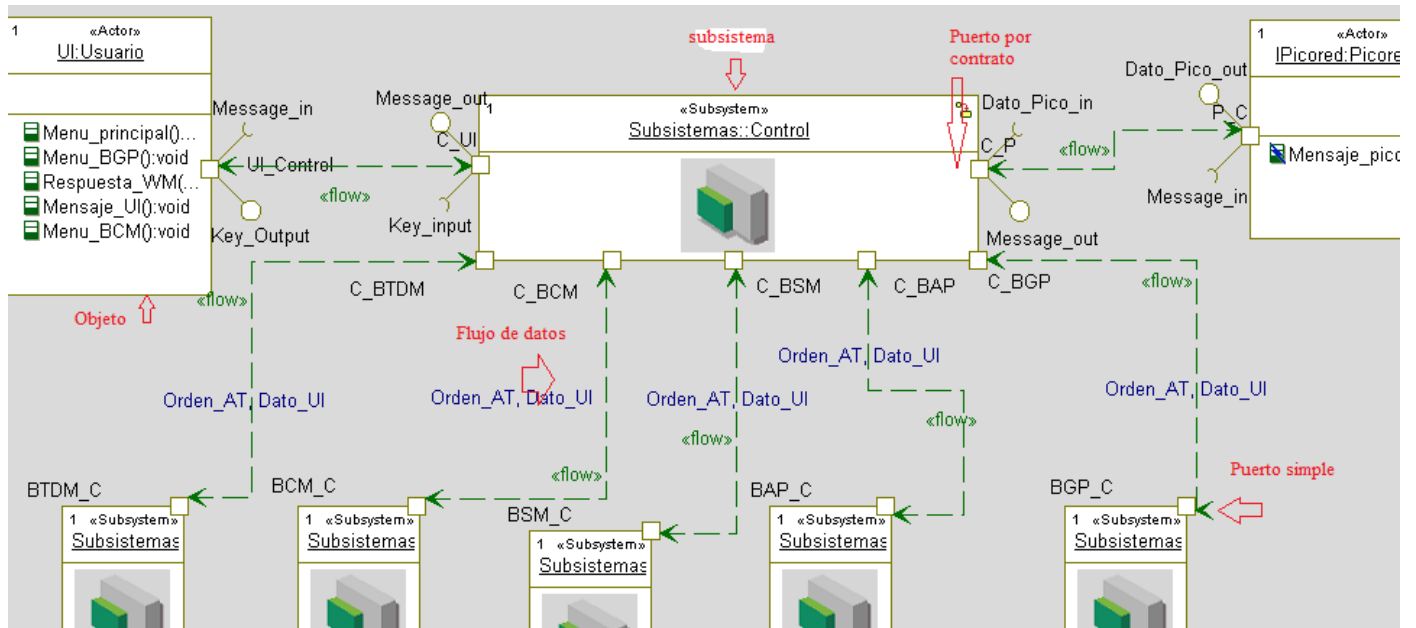 1
«Actor»
UI:Usuario
Menu_principal()...
Menu_BGP():void
Respuesta_WM(...
Mensaje_UI():void
Menu_BCM():void
Objeto
Message_in
UI_Control
«flow»
Key_Output
Message_out
C_UI
Key_input
subsistema
1
«Subsystem»
Subsistemas::Control
Puerto por
contrato
Dato_Pico_in
C_P
Message_out
«flow»
Dato_Pico_out
P_C
Message_in
1
«Actor»
IPicored:Picore
Mensaje_pico
C_BTDM
C_BCM
C_BSM
C_BAP
C_BGP
«flow»
«flow»
Flujo de datos
Orden_AT, Dato_UI
Orden_AT, Dato_UI
Orden_AT, Dato_UI
Orden_AT, Dato_UI
Orden_AT, Dato_UI
«flow»
«flow»
«flow»
Puerto simple
BTDM_C
BCM_C
BSM_C
BAP_C
BGP_C
1 «Subsystem»
Subsistemas
1 «Subsystem»
Subsistemas
1 «Subsystem»
Subsistemas
1 «Subsystem»
Subsistemas
1 «Subsystem»
Subsistemas